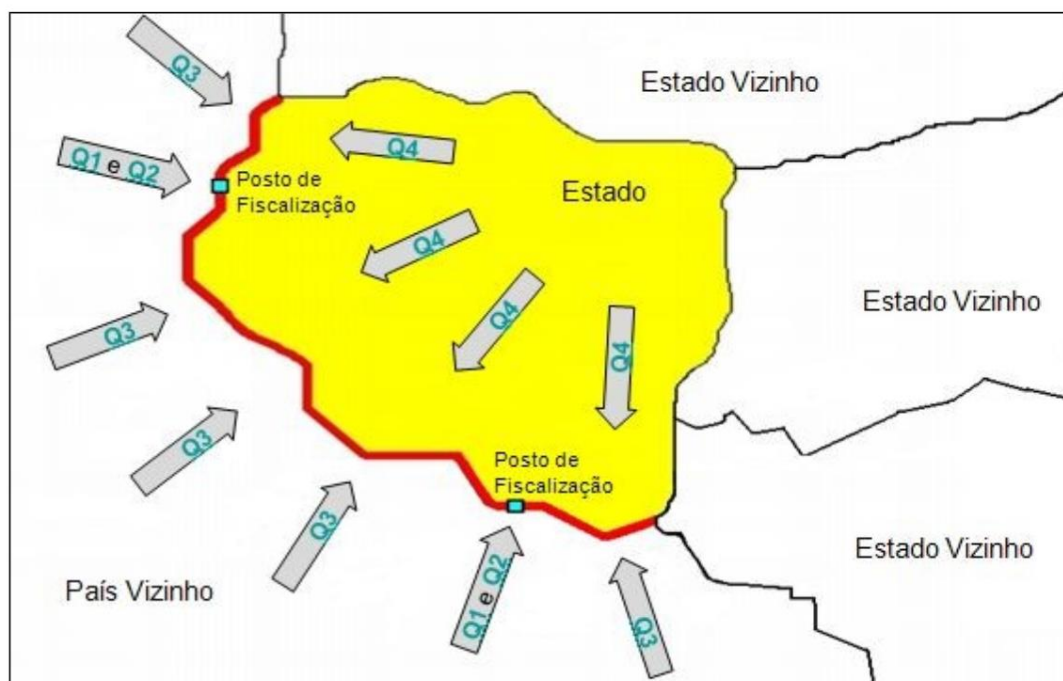 Q3
Estado Vizinho
Q1 e Q2
Q4
Posto de
Fiscalização
Estado
Q4
Q3
Q4
Q4
Estado Vizinho
Q3
Q3
Posto de
Fiscalização
País Vizinho
Q1 e Q2
Q3
Estado Vizinho